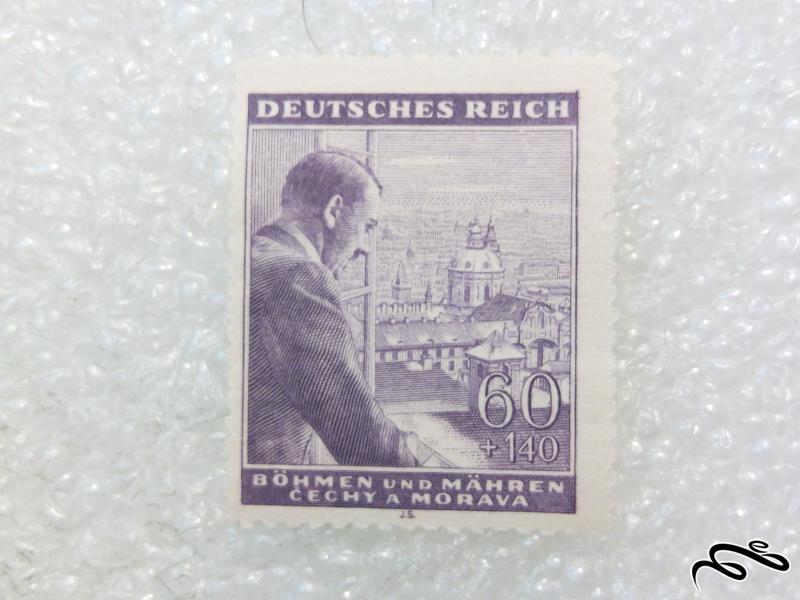 DEUTSCHES REICH
60
+ 140
BÖHMEN UND MÄHREN
ČECHY A MORAVA
J.S.